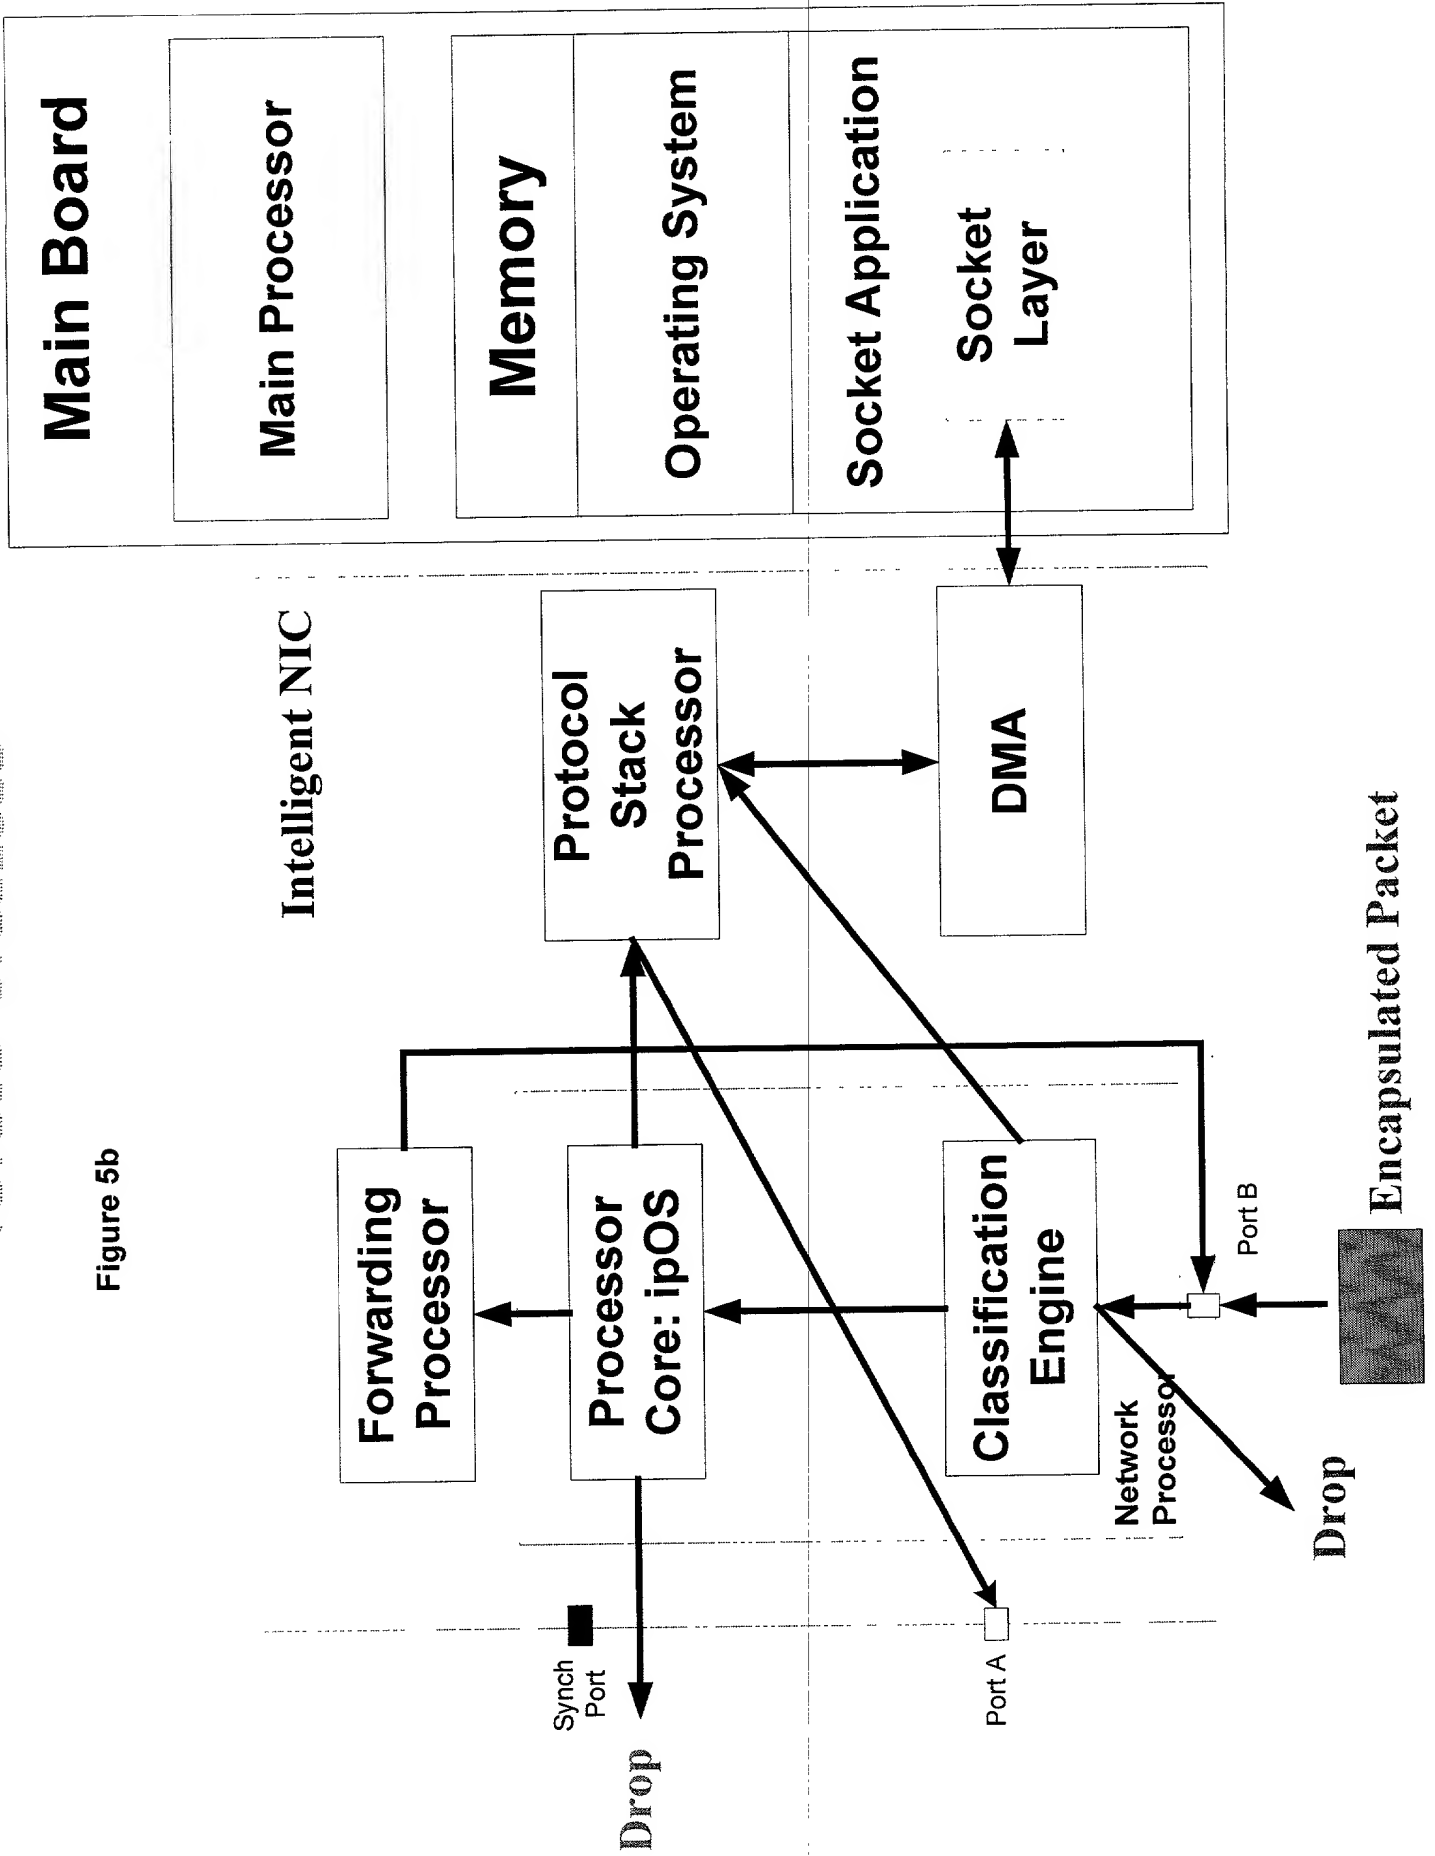 Figure 5b
Intelligent NIC
Main Board
Main Processor
Memory
Operating System
Socket Application
Socket
Layer
Forwarding
Processor
Processor
Core: ipOS
Protocol
Stack
Processor
Classification
Engine
DMA
Network
Processor
Synch
Port
Drop
Port A
Port B
Drop
Encapsulated Packet